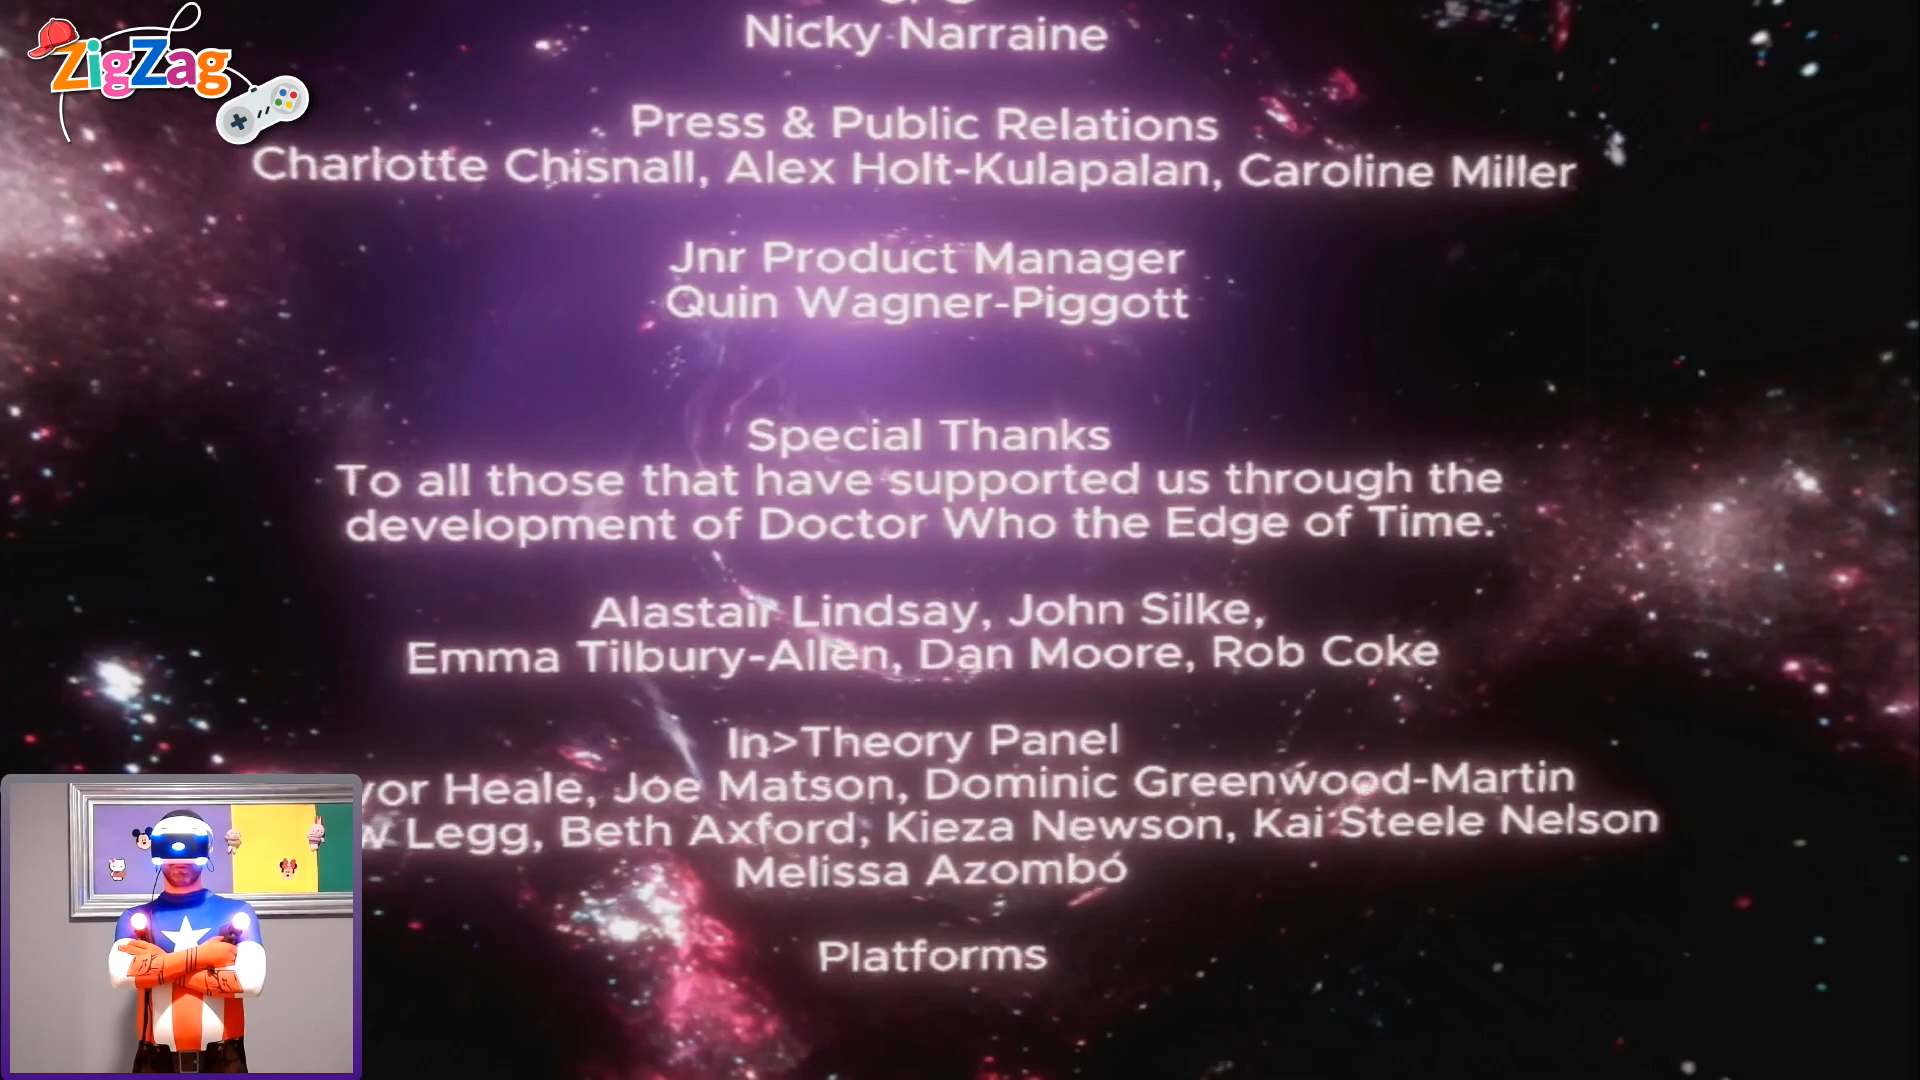 ZigZag
Nicky Narraine
Press & Public Relations
Charlotte Chisnall, Alex Holt-Kulapalan, Caroline Miller
Jnr Product Manager
Quin Wagner-Piggott
Special Thanks
To all those that have supported us through the
development of Doctor Who the Edge of Time.
Alastair Lindsay, John Silke,
Emma Tilbury-Allen, Dan Moore, Rob Coke
In>Theory Panel
Heale, Joe Matson, Dominic Greenwood-Martin
Legg, Beth Axford, Kieza Newson, Kai Steele Nelson
Melissa Azombo
Platforms